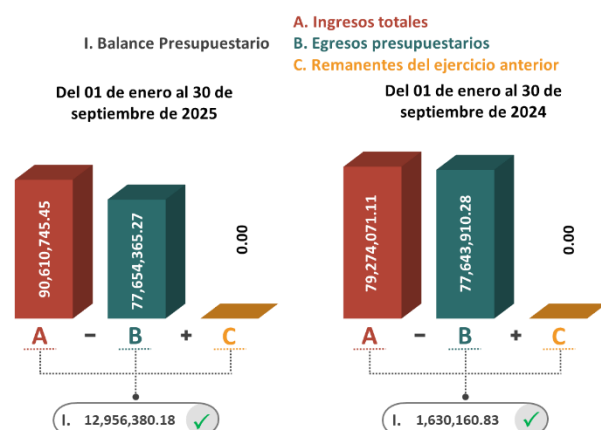 A. Ingresos totales
I. Balance Presupuestario
B. Egresos presupuestarios
C. Remanentes del ejercicio anterior
Del 01 de enero al 30 de
septiembre de 2025
90,610,745.45
77,654,365.27
0.00
A – B + C
I. 12,956,380.18 ✓
Del 01 de enero al 30 de
septiembre de 2024
79,274,071.11
77,643,910.28
0.00
A – B + C
I. 1,630,160.83 ✓